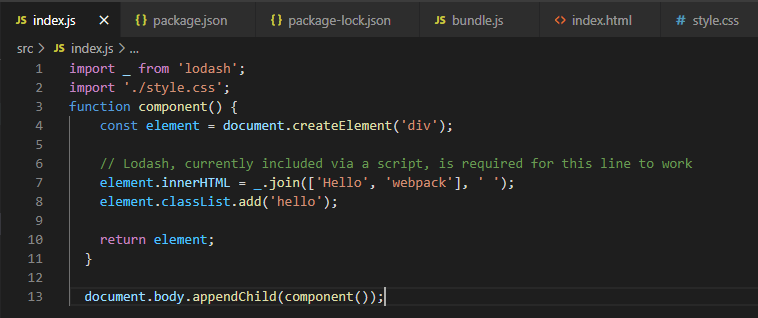 JS index.js × {} package.json {} package-lock.json JS bundle.js <> index.html # style.css
src > JS index.js > ...
1 import _ from 'lodash';
2 import './style.css';
3 function component() {
4 const element = document.createElement('div');
5
6 // Lodash, currently included via a script, is required for this line to work
7 element.innerHTML = _.join(['Hello', 'webpack'], ' ');
8 element.classList.add('hello');
9
10 return element;
11 }
12
13 document.body.appendChild(component());